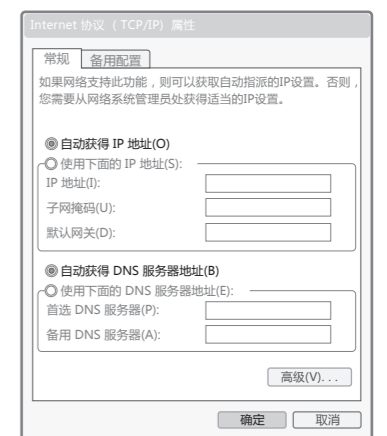 Internet 协议 （ TCP/IP) 属性
常规 备用配置
如果网络支持此功能，则可以获取自动指派的IP设置。否则，
您需要从网络系统管理员处获得适当的IP设置。
自动获得 IP 地址(O)
使用下面的 IP 地址(S):
IP 地址(I):
子网掩码(U):
默认网关(D):
自动获得 DNS 服务器地址(B)
使用下面的 DNS 服务器地址(E):
首选 DNS 服务器(P):
备用 DNS 服务器(A):
高级(V). . .
确定 取消